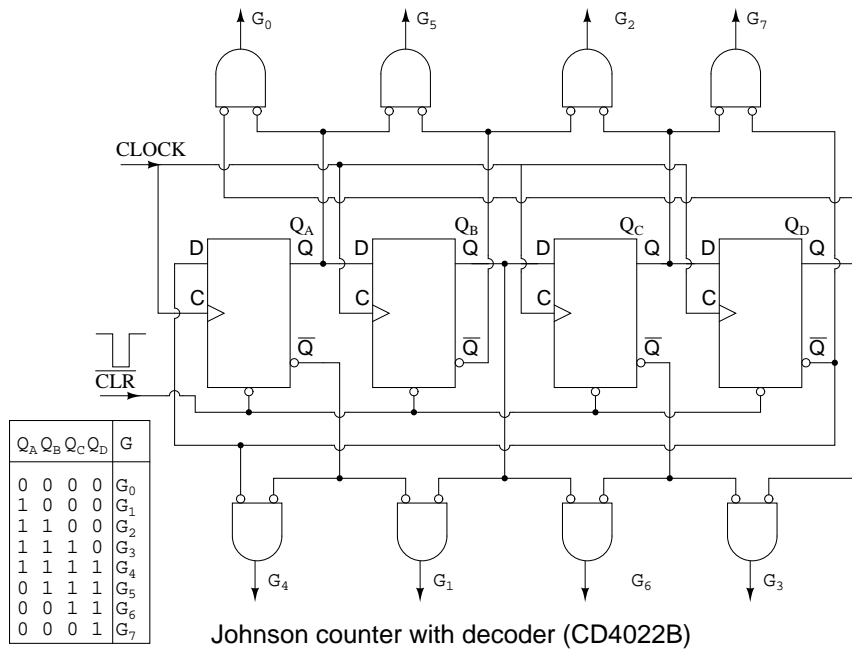 G0 G5 G2 G7
CLOCK
QA QB QC QD
D Q D Q D Q D Q
C C C C
Q̅ Q̅ Q̅ Q̅
C̅L̅R̅
QA QB QC QD G
0 0 0 0 G0
1 0 0 0 G1
1 1 0 0 G2
1 1 1 0 G3
1 1 1 1 G4
0 1 1 1 G5
0 0 1 1 G6
0 0 0 1 G7
G4 G1 G6 G3
Johnson counter with decoder (CD4022B)